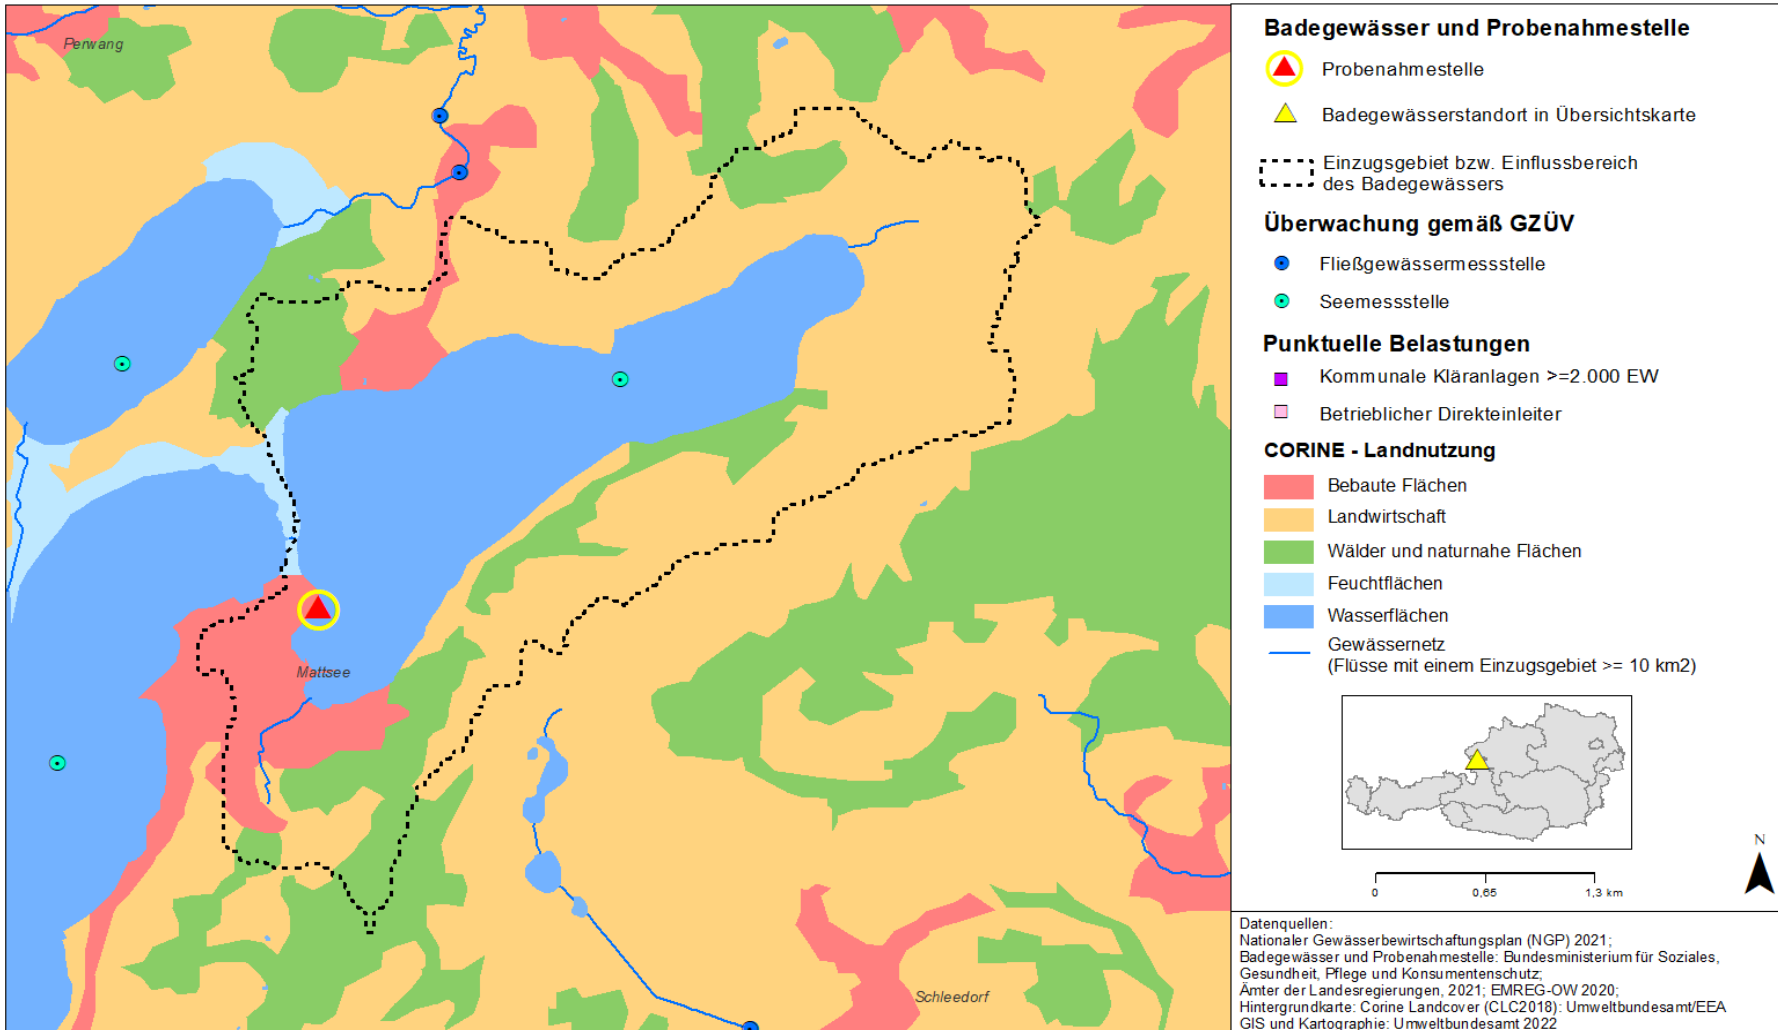 Perwang
Mattsee
Schleedorf
Badegewässer und Probenahmestelle
Probenahmestelle
Badegewässerstandort in Übersichtskarte
Einzugsgebiet bzw. Einflussbereich
des Badegewässers
Überwachung gemäß GZÜV
Fließgewässermessstelle
Seemessstelle
Punktuelle Belastungen
Kommunale Kläranlagen >=2.000 EW
Betrieblicher Direkteinleiter
CORINE - Landnutzung
Bebaute Flächen
Landwirtschaft
Wälder und naturnahe Flächen
Feuchtflächen
Wasserflächen
Gewässernetz
(Flüsse mit einem Einzugsgebiet >= 10 km2)
N
0 0,65 1,3 km
Datenquellen:
Nationaler Gewässerbewirtschaftungsplan (NGP) 2021;
Badegewässer und Probenahmestelle: Bundesministerium für Soziales,
Gesundheit, Pflege und Konsumentenschutz;
Ämter der Landesregierungen, 2021; EMREG-OW 2020;
Hintergrundkarte: Corine Landcover (CLC2018): Umweltbundesamt/EEA
GIS und Kartographie: Umweltbundesamt 2022